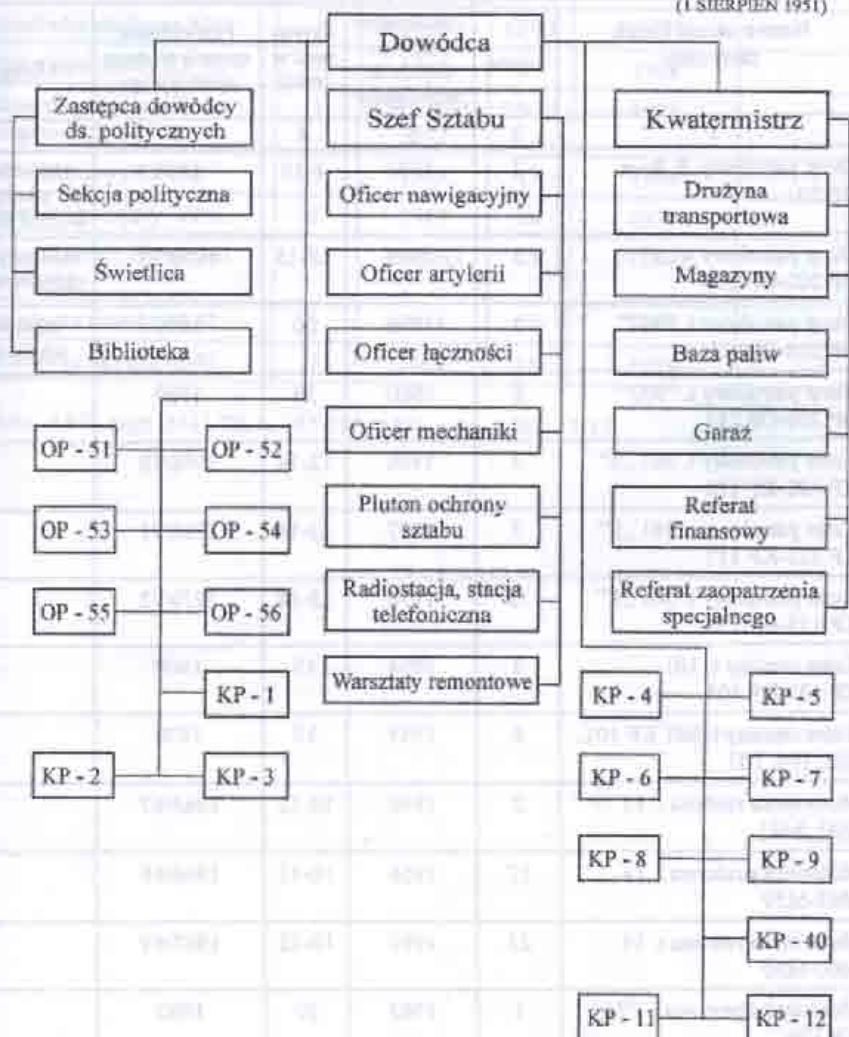 (1 SIERPIEŃ 1951)
Dowódca
Zastępca dowódcy
ds. politycznych
Szef Sztabu
Kwatermistrz
Sekcja polityczna
Oficer nawigacyjny
Drużyna
transportowa
Świetlica
Oficer artylerii
Magazyny
Biblioteka
Oficer łączności
Baza paliw
OP - 51
OP - 52
Oficer mechaniki
Garaż
OP - 53
OP - 54
Pluton ochrony
sztabu
Referat
finansowy
OP - 55
OP - 56
Radiostacja, stacja
telefoniczna
Referat zaopatrzenia
specjalnego
KP - 1
Warsztaty remontowe
KP - 4
KP - 5
KP - 2
KP - 3
KP - 6
KP - 7
KP - 8
KP - 9
KP - 40
KP - 11
KP - 12